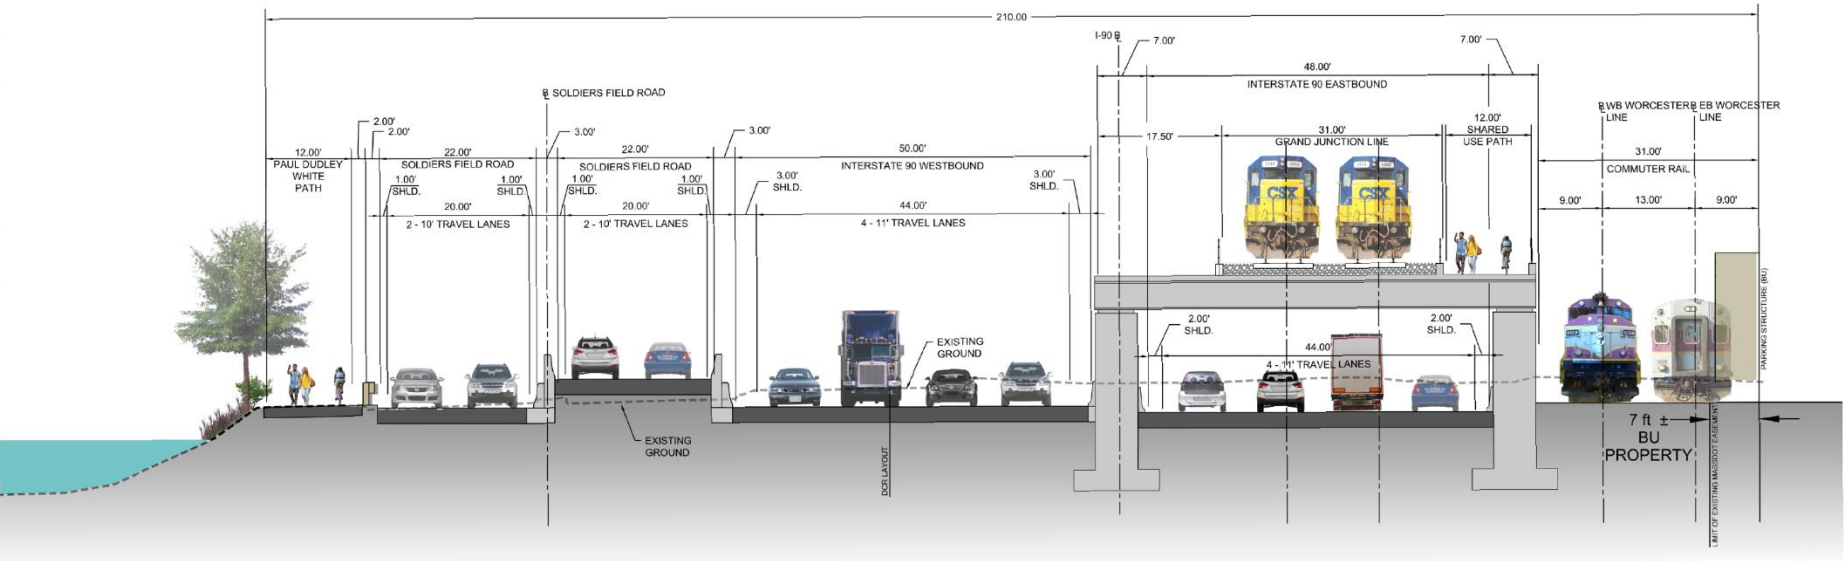 210.00
I-90 B
7.00'
7.00'
48.00'
INTERSTATE 90 EASTBOUND
B SOLDIERS FIELD ROAD
B WB WORCESTER
LINE
B EB WORCESTER
LINE
2.00'
2.00'
3.09'
3.00'
17.50'
31.00'
GRAND JUNCTION LINE
12.00'
SHARED
USE PATH
12.00'
PAUL DUDLEY
WHITE
PATH
22.00'
SOLDIERS FIELD ROAD
22.00'
SOLDIERS FIELD ROAD
50.00'
INTERSTATE 90 WESTBOUND
31.00'
COMMUTER RAIL
1.00'
SHLD.
1.00'
SHLD.
1.00'
SHLD.
1.00'
SHLD.
3.00'
SHLD.
3.00'
SHLD.
20.00'
2 - 10' TRAVEL LANES
20.00'
2 - 10' TRAVEL LANES
44.00'
4 - 11' TRAVEL LANES
9.00'
13.00'
9.00'
CSX
CSX
2.00'
SHLD.
2.00'
SHLD.
44.00'
4 - 11' TRAVEL LANES
EXISTING
GROUND
EXISTING
GROUND
DCR LAYOUT
PARKING STRUCTURE (BU)
7 ft ±
BU
PROPERTY
LIMIT OF EXISTING MASSDOT EASEMENT